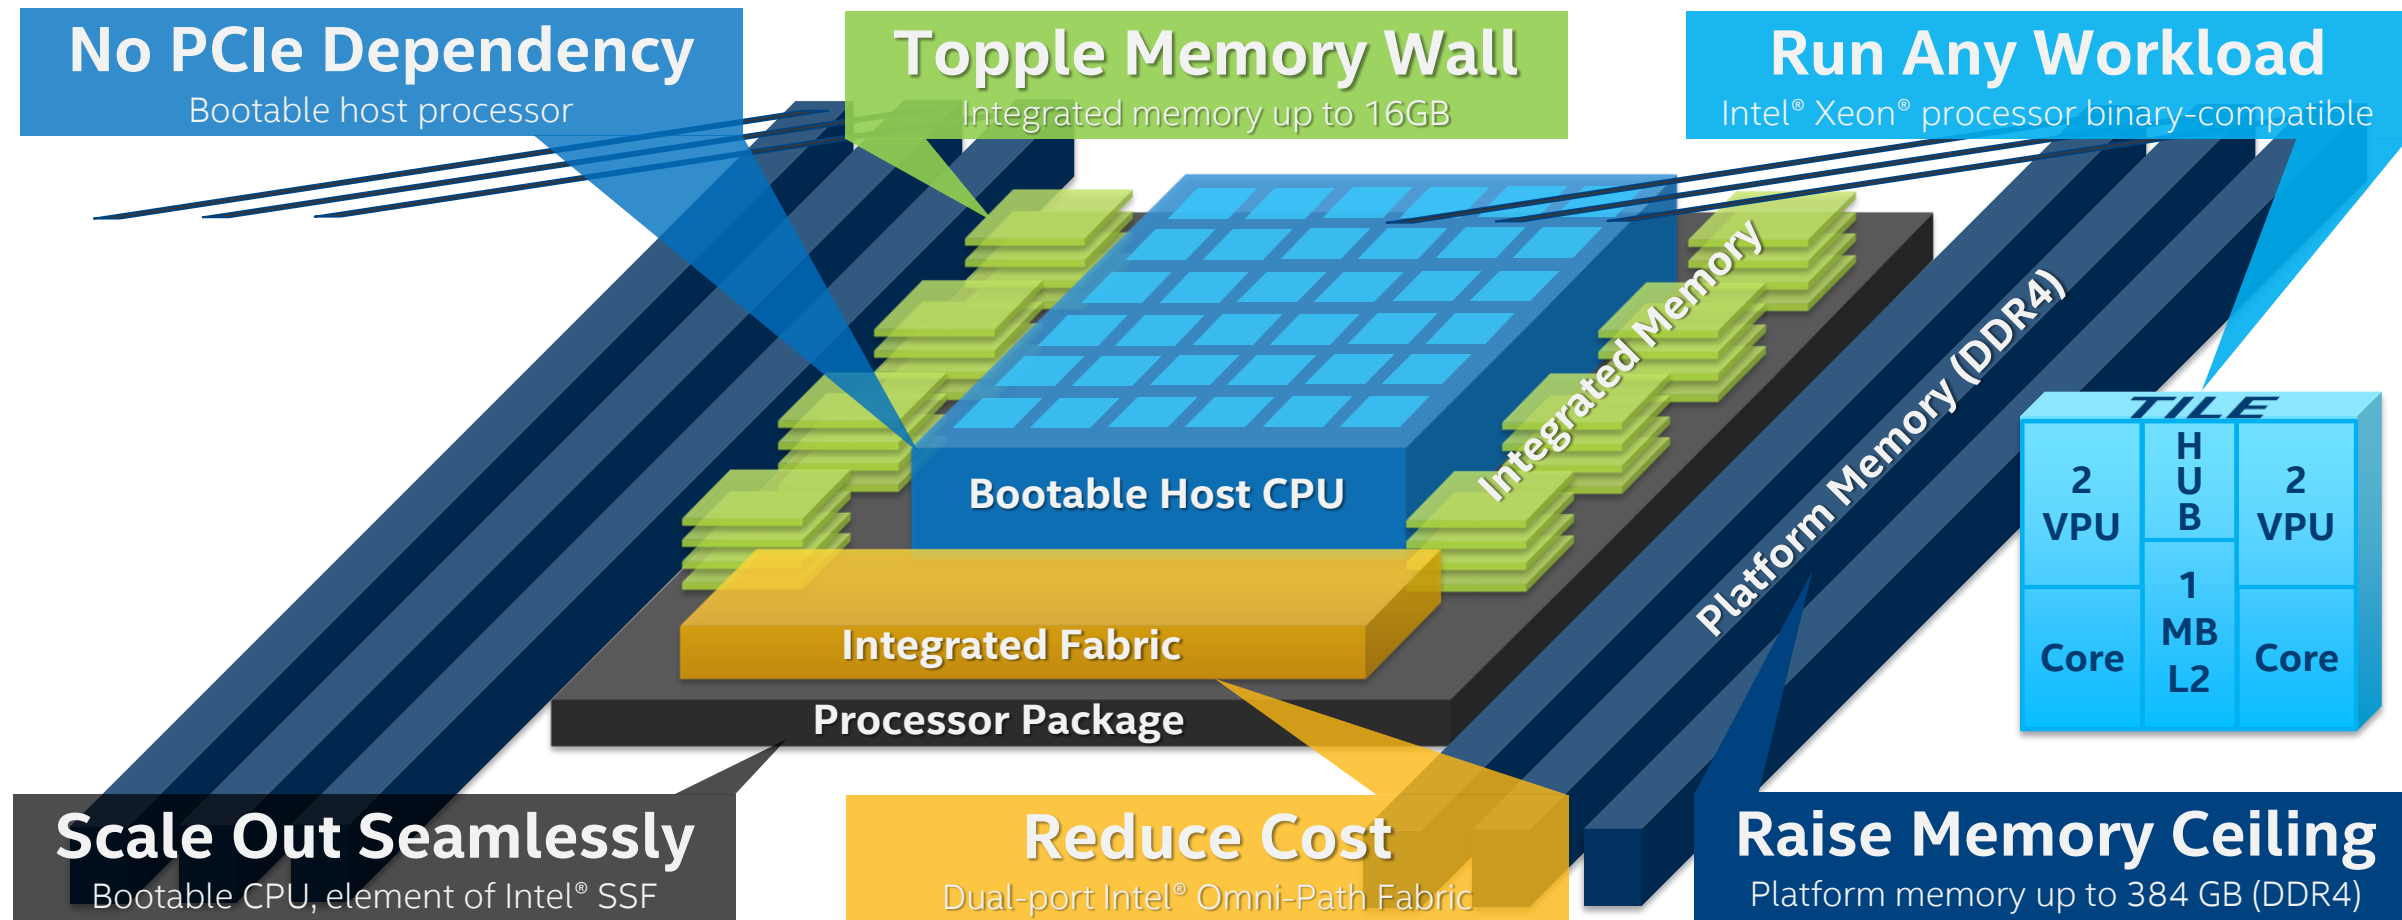 No PCIe Dependency
Bootable host processor
Topple Memory Wall
Integrated memory up to 16GB
Run Any Workload
Intel® Xeon® processor binary-compatible
Integrated Memory
Platform Memory (DDR4)
Bootable Host CPU
Integrated Fabric
Processor Package
TILE
2
VPU
H
U
B
2
VPU
Core
1
MB
L2
Core
Scale Out Seamlessly
Bootable CPU, element of Intel® SSF
Reduce Cost
Dual-port Intel® Omni-Path Fabric
Raise Memory Ceiling
Platform memory up to 384 GB (DDR4)